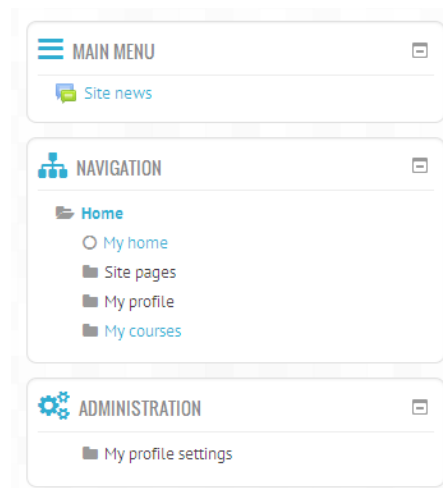 MAIN MENU
Site news
NAVIGATION
Home
My home
Site pages
My profile
My courses
ADMINISTRATION
My profile settings